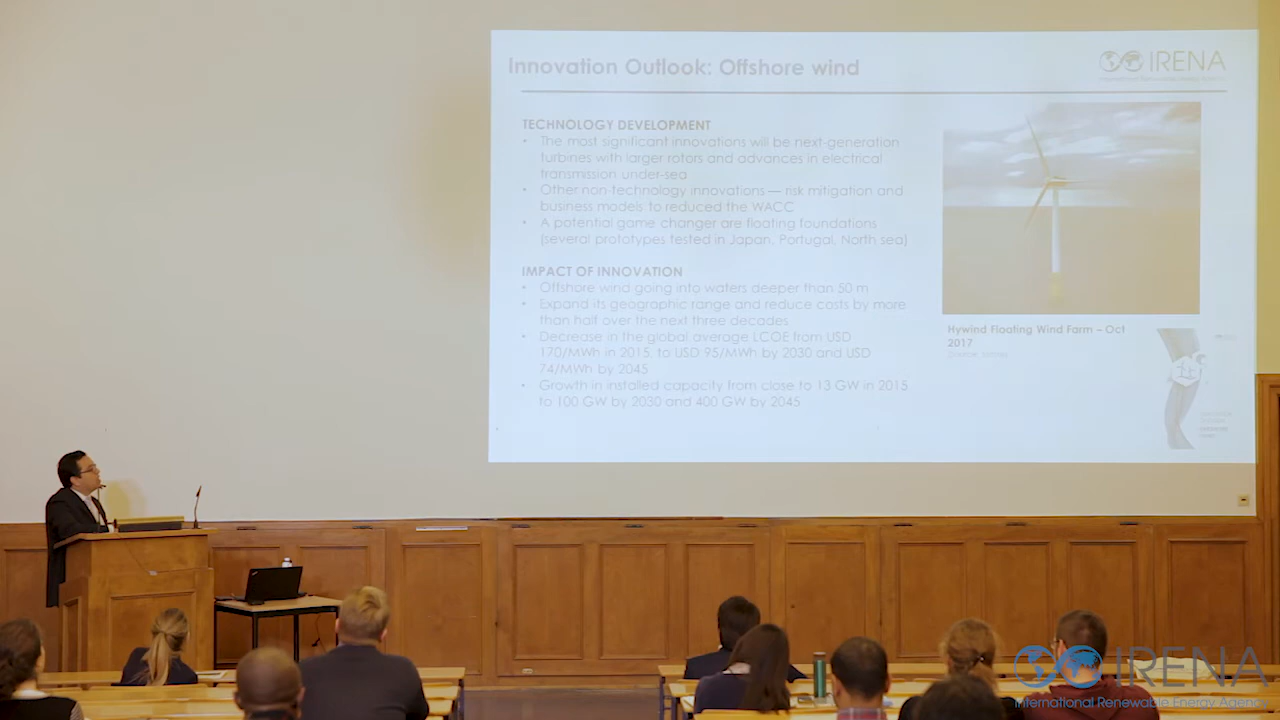 Innovation Outlook: Offshore wind
IRENA
International Renewable Energy Agency
TECHNOLOGY DEVELOPMENT
• The most significant innovations will be next-generation
turbines with larger rotors and advances in electrical
transmission under-sea
• Other non-technology innovations — risk mitigation and
business models to reduced the WACC
• A potential game changer are floating foundations
(several prototypes tested in Japan, Portugal, North sea)
IMPACT OF INNOVATION
• Offshore wind going into waters deeper than 50 m
• Expand its geographic range and reduce costs by more
than half over the next three decades
• Decrease in the global average LCOE from USD
170/MWh in 2015, to USD 95/MWh by 2030 and USD
74/MWh by 2045
• Growth in installed capacity from close to 13 GW in 2015
to 100 GW by 2030 and 400 GW by 2045
Hywind Floating Wind Farm – Oct
2017
IRENA
International Renewable Energy Agency